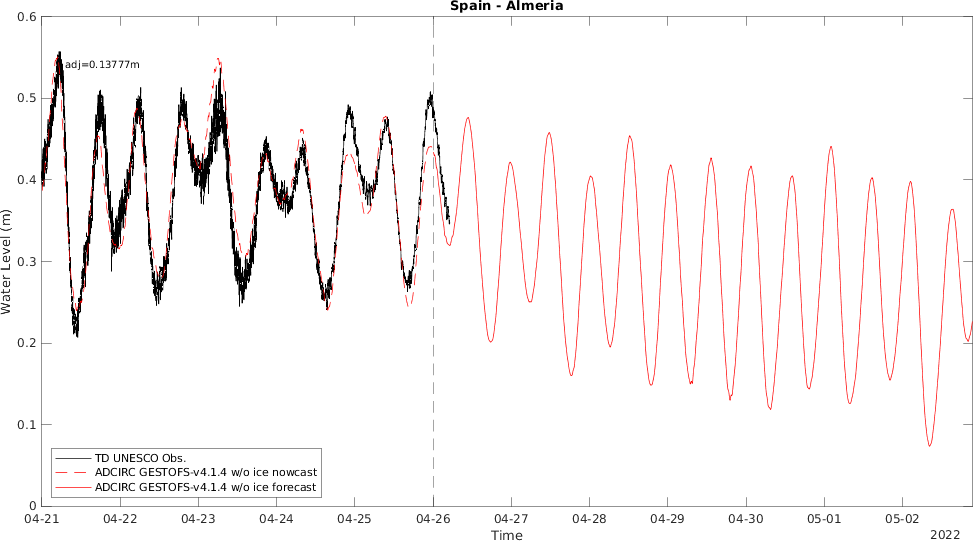 Spain - Almeria
0.6
0.5
0.4
0.3
0.2
0.1
0
Water Level (m)
adj=0.13777m
TD UNESCO Obs.
ADCIRC GESTOFS-v4.1.4 w/o ice nowcast
ADCIRC GESTOFS-v4.1.4 w/o ice forecast
04-21 04-22 04-23 04-24 04-25 04-26 04-27 04-28 04-29 04-30 05-01 05-02
Time
2022